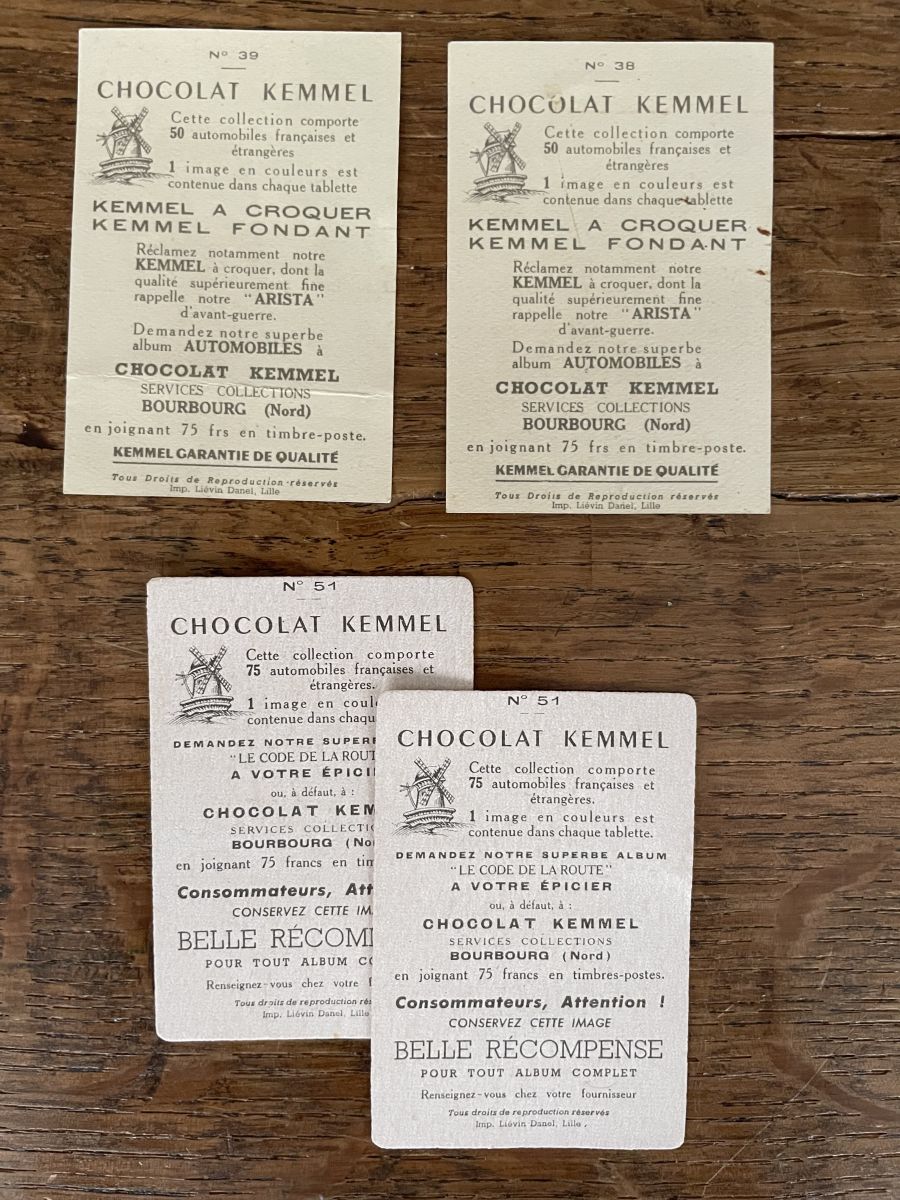 N° 39
CHOCOLAT KEMMEL
Cette collection comporte
50 automobiles françaises et
étrangères
1 image en couleurs est
contenue dans chaque tablette
KEMMEL A CROQUER
KEMMEL FONDANT
Réclamez notamment notre
KEMMEL à croquer, dont la
qualité supérieurement fine
rappelle notre "ARISTA"
d'avant-guerre.
Demandez notre superbe
album AUTOMOBILES à
CHOCOLAT KEMMEL
SERVICES COLLECTIONS
BOURBOURG (Nord)
en joignant 75 frs en timbre-poste.
KEMMEL GARANTIE DE QUALITÉ
Tous Droits de Reproduction réservés
Imp. Liévin Danel, Lille
N° 38
CHOCOLAT KEMMEL
Cette collection comporte
50 automobiles françaises et
étrangères
1 image en couleurs est
contenue dans chaque tablette
KEMMEL A CROQUER
KEMMEL FONDANT
Réclamez notamment notre
KEMMEL à croquer, dont la
qualité supérieurement fine
rappelle notre "ARISTA"
d'avant-guerre.
Demandez notre superbe
album AUTOMOBILES à
CHOCOLAT KEMMEL
SERVICES COLLECTIONS
BOURBOURG (Nord)
en joignant 75 frs en timbre-poste.
KEMMEL GARANTIE DE QUALITÉ
Tous Droits de Reproduction réservés
Imp. Liévin Danel, Lille
N° 51
CHOCOLAT KEMMEL
Cette collection comporte
75 automobiles françaises et
étrangères.
1 image en coul
contenue dans chaqu
DEMANDEZ NOTRE SUPER
"LE CODE DE LA ROUT
A VOTRE ÉPICI
ou, à défaut, à :
CHOCOLAT KEM
SERVICES COLLECTI
BOURBOURG (No
en joignant 75 francs en tim
Consommateurs, Att
CONSERVEZ CETTE IM
BELLE RÉCOMP
POUR TOUT ALBUM CO
Renseignez-vous chez votre f
Tous droits de reproduction rés
Imp. Liévin Danel, Lille
N° 51
CHOCOLAT KEMMEL
Cette collection comporte
75 automobiles françaises et
étrangères.
1 image en couleurs est
contenue dans chaque tablette.
DEMANDEZ NOTRE SUPERBE ALBUM
"LE CODE DE LA ROUTE"
A VOTRE ÉPICIER
ou, à défaut, à :
CHOCOLAT KEMMEL
SERVICES COLLECTIONS
BOURBOURG (Nord)
en joignant 75 francs en timbres-postes.
Consommateurs, Attention !
CONSERVEZ CETTE IMAGE
BELLE RÉCOMPENSE
POUR TOUT ALBUM COMPLET
Renseignez-vous chez votre fournisseur
Tous droits de reproduction réservés
Imp. Liévin Danel, Lille.